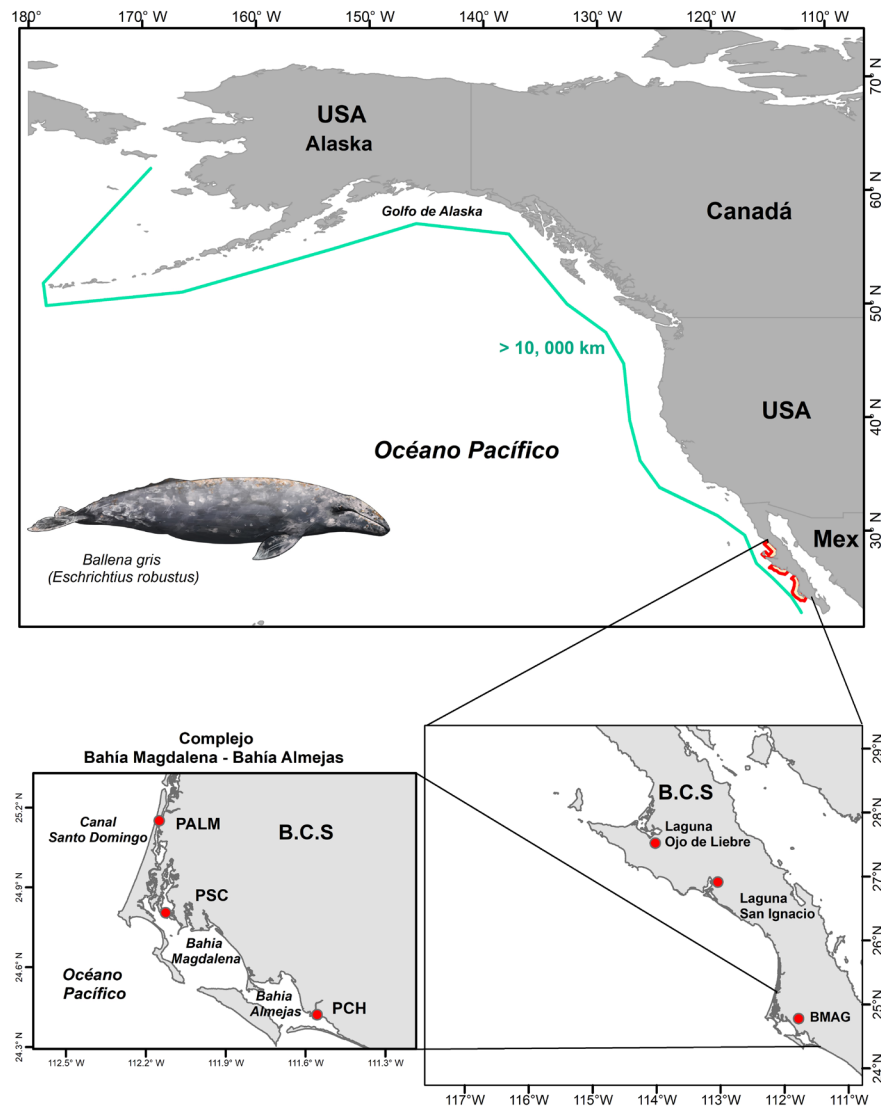 180° W
170° W
160° W
150° W
140° W
130° W
120° W
110° W
70° N
60° N
50° N
40° N
30° N
USA
Alaska
Golfo de Alaska
Canadá
> 10, 000 km
USA
Océano Pacífico
Mex
Ballena gris
(Eschrichtius robustus)
Complejo
Bahía Magdalena - Bahía Almejas
25.2° N
24.9° N
24.6° N
24.3° N
Canal
Santo Domingo
PALM
B.C.S
PSC
Bahía
Magdalena
Océano
Pacífico
Bahía
Almejas
PCH
112.5° W
112.2° W
111.9° W
111.6° W
111.3° W
B.C.S
Laguna
Ojo de Liebre
Laguna
San Ignacio
BMAG
29°N
28°N
27°N
26°N
25°N
24°N
117°W
116°W
115°W
114°W
113°W
112°W
111°W